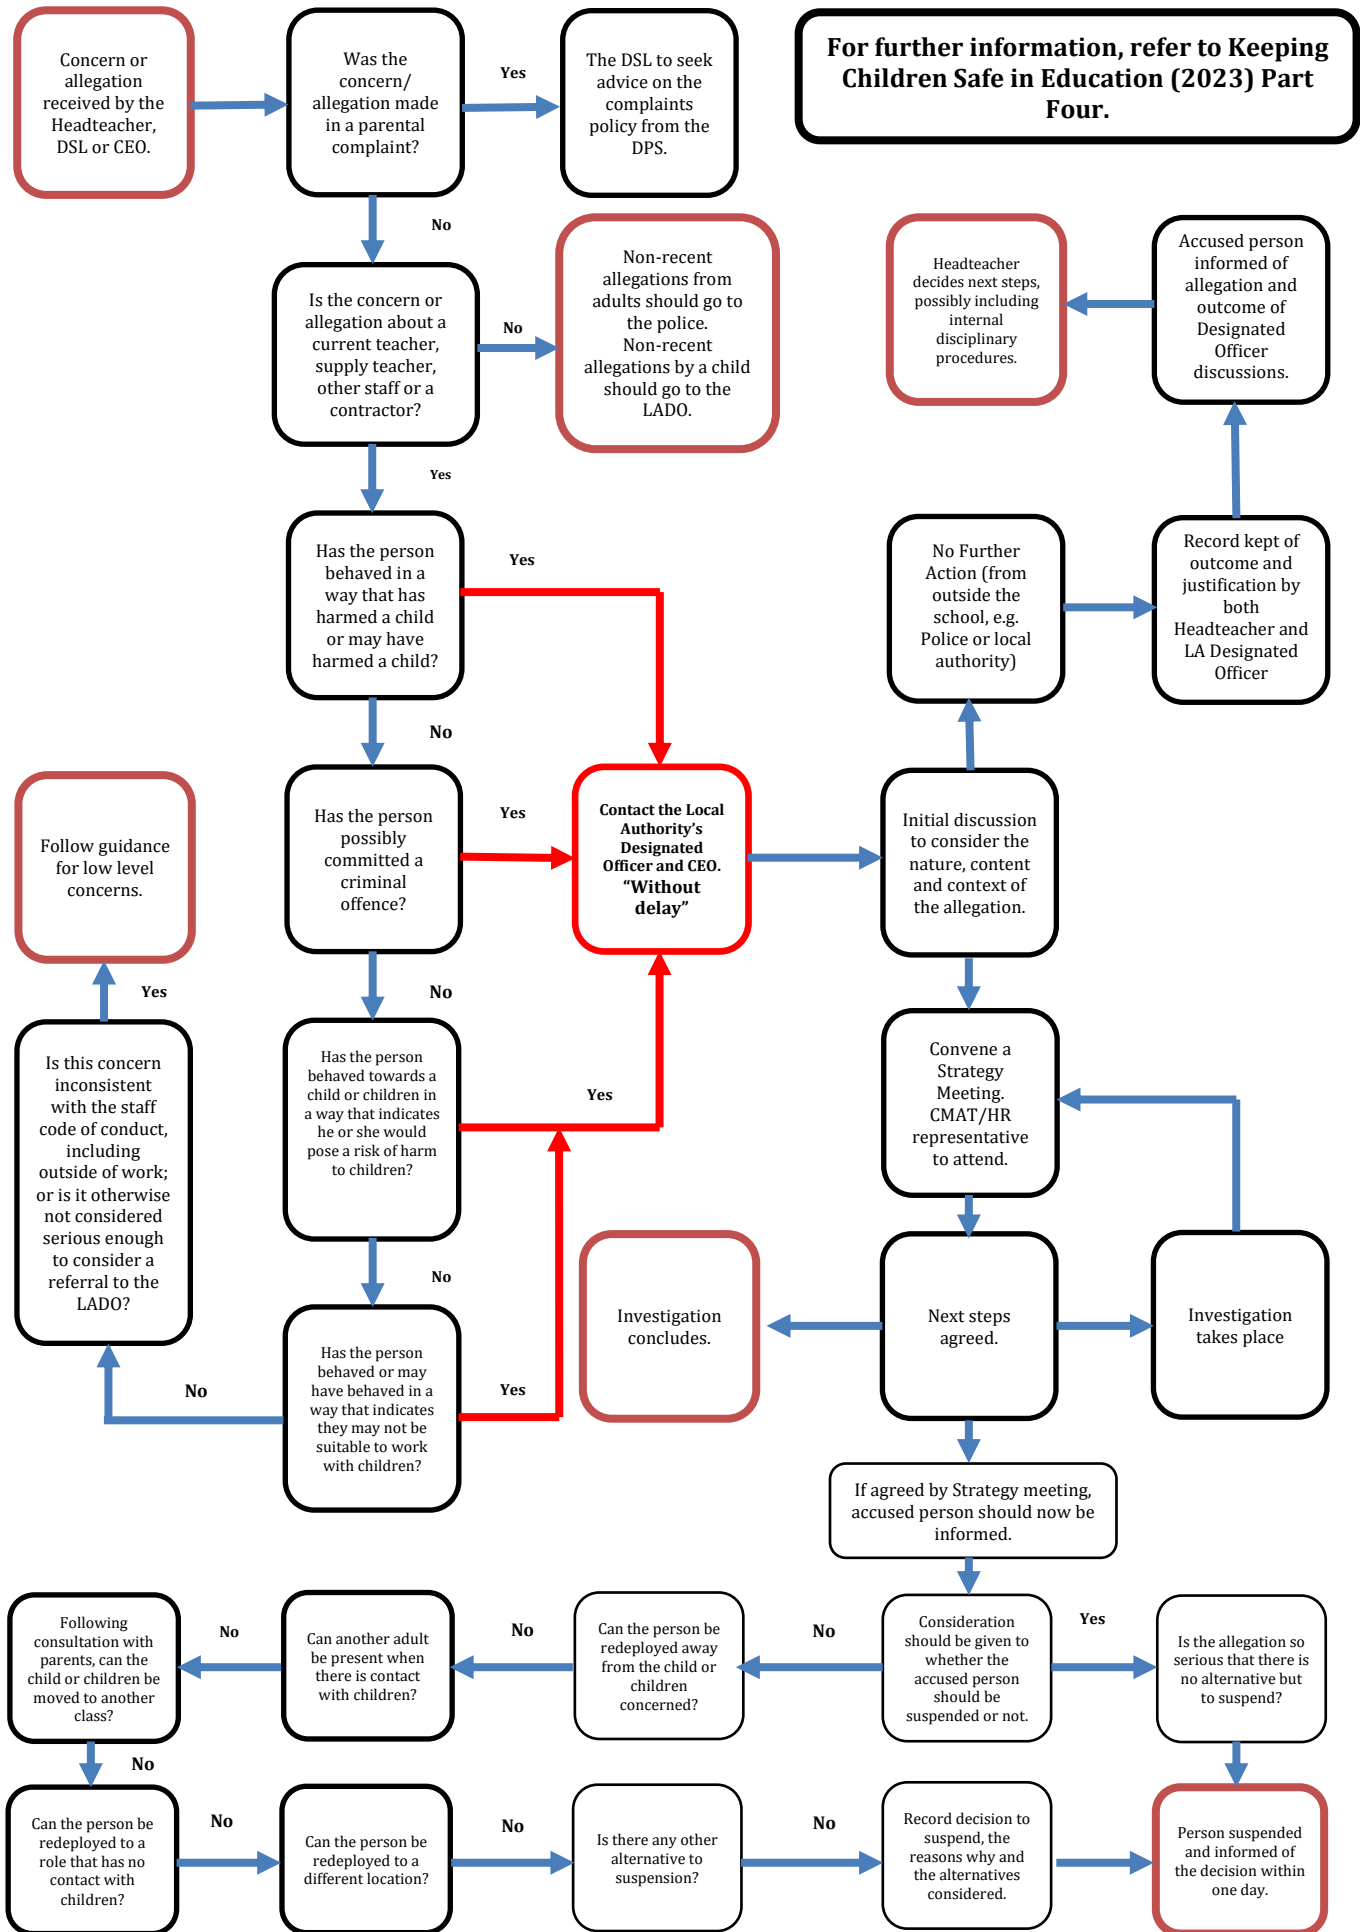 Concern or
allegation
received by the
Headteacher,
DSL or CEO.
Was the
concern/
allegation made
in a parental
complaint?
Yes
The DSL to seek
advice on the
complaints
policy from the
DPS.
For further information, refer to Keeping
Children Safe in Education (2023) Part
Four.
No
Is the concern or
allegation about a
current teacher,
supply teacher,
other staff or a
contractor?
No
Non-recent
allegations from
adults should go to
the police.
Non-recent
allegations by a child
should go to the
LADO.
Headteacher
decides next steps,
possibly including
internal
disciplinary
procedures.
Accused person
informed of
allegation and
outcome of
Designated
Officer
discussions.
Yes
Has the person
behaved in a
way that has
harmed a child
or may have
harmed a child?
Yes
No Further
Action (from
outside the
school, e.g.
Police or local
authority)
Record kept of
outcome and
justification by
both
Headteacher and
LA Designated
Officer
No
Follow guidance
for low level
concerns.
Has the person
possibly
committed a
criminal
offence?
Yes
Contact the Local
Authority’s
Designated
Officer and CEO.
“Without
delay”
Initial discussion
to consider the
nature, content
and context of
the allegation.
Yes
No
Is this concern
inconsistent
with the staff
code of conduct,
including
outside of work;
or is it otherwise
not considered
serious enough
to consider a
referral to the
LADO?
Has the person
behaved towards a
child or children in
a way that indicates
he or she would
pose a risk of harm
to children?
Yes
Convene a
Strategy
Meeting.
CMAT/HR
representative
to attend.
No
No
Has the person
behaved or may
have behaved in a
way that indicates
they may not be
suitable to work
with children?
Yes
Investigation
concludes.
Next steps
agreed.
Investigation
takes place
If agreed by Strategy meeting,
accused person should now be
informed.
Following
consultation with
parents, can the
child or children be
moved to another
class?
No
Can another adult
be present when
there is contact
with children?
No
Can the person be
redeployed away
from the child or
children
concerned?
No
Consideration
should be given to
whether the
accused person
should be
suspended or not.
Yes
Is the allegation so
serious that there is
no alternative but
to suspend?
No
Can the person be
redeployed to a
role that has no
contact with
children?
No
Can the person be
redeployed to a
different location?
No
Is there any other
alternative to
suspension?
No
Record decision to
suspend, the
reasons why and
the alternatives
considered.
Person suspended
and informed of
the decision within
one day.